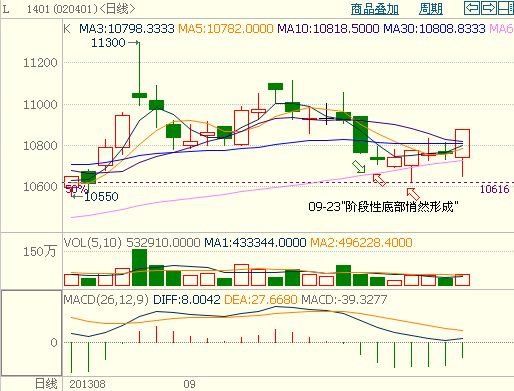 L 1401(020401)<日线> 商品叠加 周期
K MA3:10798.3333 MA5:10782.0000 MA10:10818.5000 MA30:10808.8333 MA6
11300
11200
11000
10800
10600
50%
10616
10550
09-23"阶段性底部悄然形成"
VOL(5,10) 532910.0000 MA1:433344.0000 MA2:496228.4000
150万
MACD(26,12,9) DIFF:8.0042 DEA:27.6680 MACD:-39.3277
0
日线 201308 09